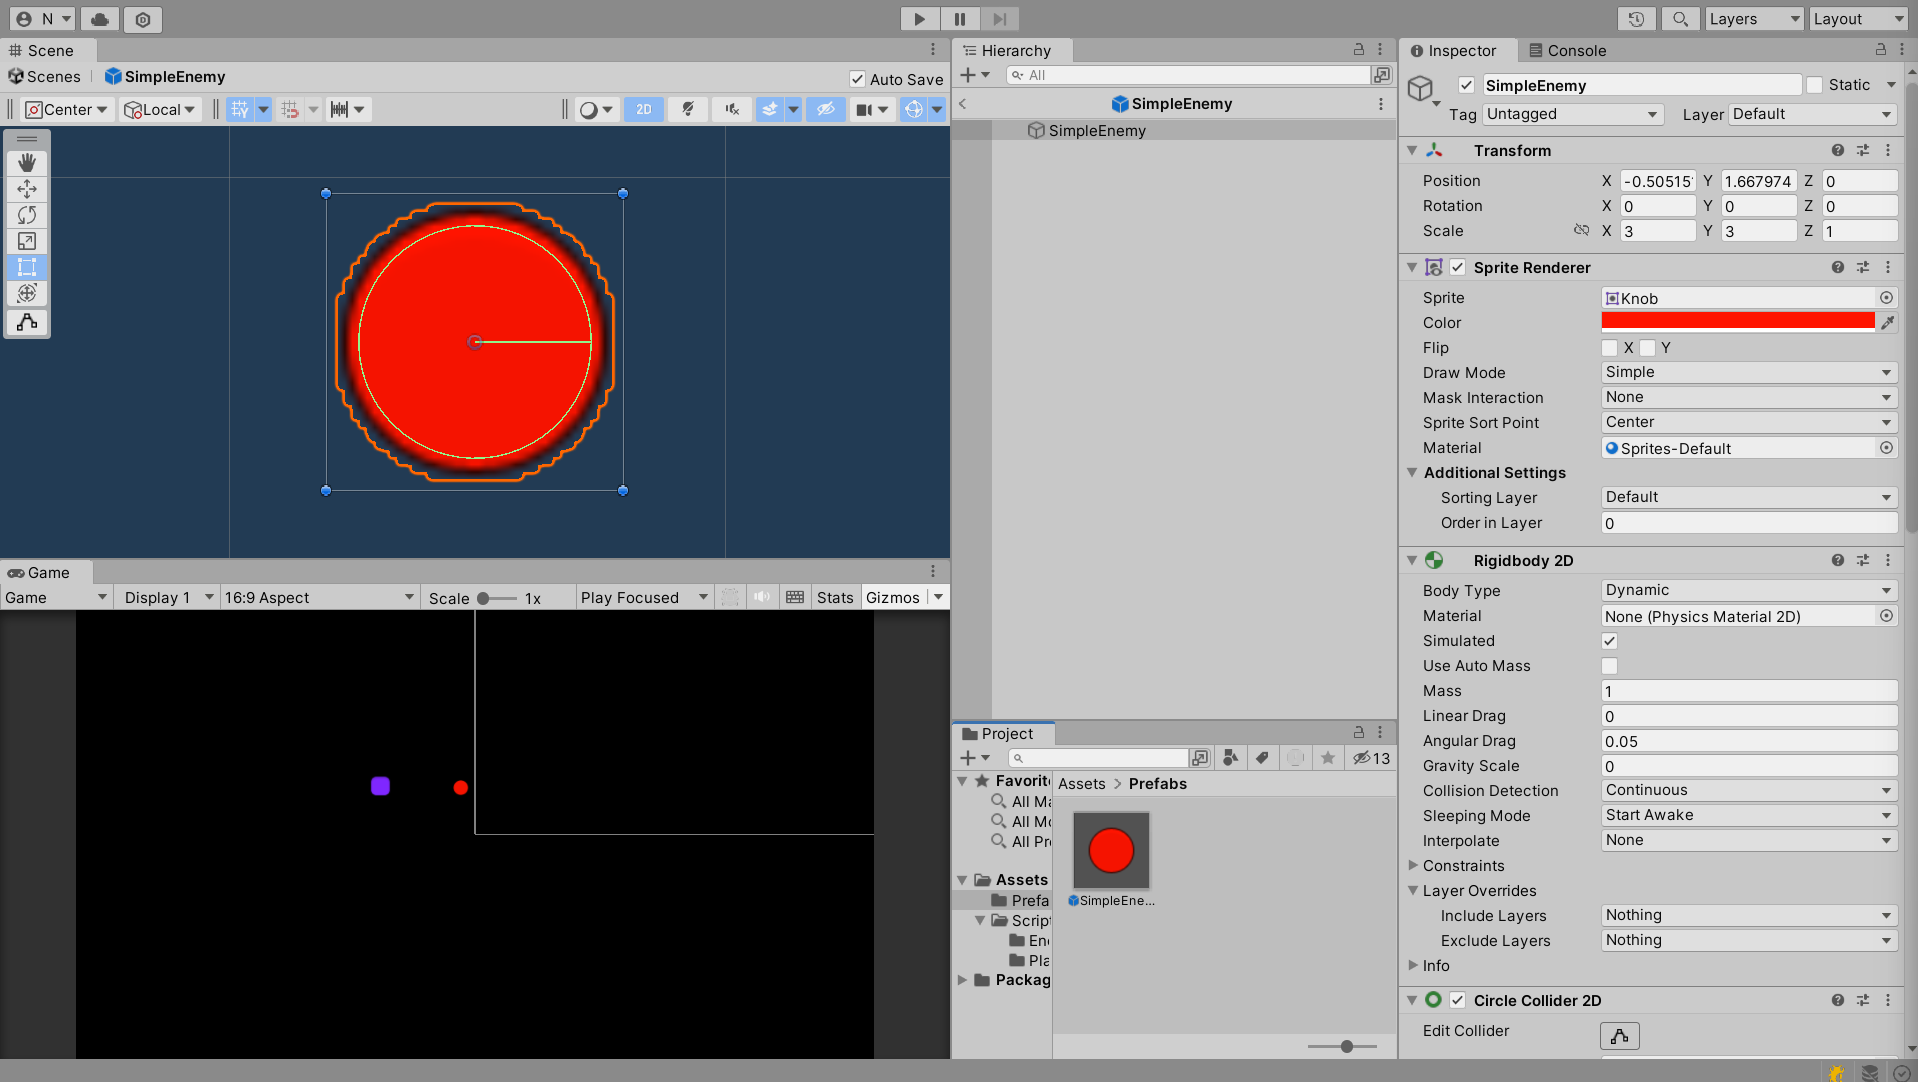 N
Layers
Layout
Scene
Scenes
SimpleEnemy
Auto Save
Center
Local
2D
Game
Game
Display 1
16:9 Aspect
Scale
1x
Play Focused
Stats
Gizmos
Hierarchy
All
SimpleEnemy
SimpleEnemy
Project
13
Favorite
All Ma
All Mo
All Pre
Assets
Prefa
Script
Ene
Pla
Packag
Assets > Prefabs
SimpleEne...
Inspector
Console
SimpleEnemy
Static
Tag Untagged
Layer Default
Transform
Position X -0.50515 Y 1.667974 Z 0
Rotation X 0 Y 0 Z 0
Scale X 3 Y 3 Z 1
Sprite Renderer
Sprite Knob
Color
Flip X Y
Draw Mode Simple
Mask Interaction None
Sprite Sort Point Center
Material Sprites-Default
Additional Settings
Sorting Layer Default
Order in Layer 0
Rigidbody 2D
Body Type Dynamic
Material None (Physics Material 2D)
Simulated
Use Auto Mass
Mass 1
Linear Drag 0
Angular Drag 0.05
Gravity Scale 0
Collision Detection Continuous
Sleeping Mode Start Awake
Interpolate None
Constraints
Layer Overrides
Include Layers Nothing
Exclude Layers Nothing
Info
Circle Collider 2D
Edit Collider